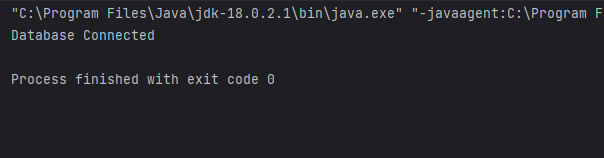 "C:\Program Files\Java\jdk-18.0.2.1\bin\java.exe" "-javaagent:C:\Program F
Database Connected
Process finished with exit code 0